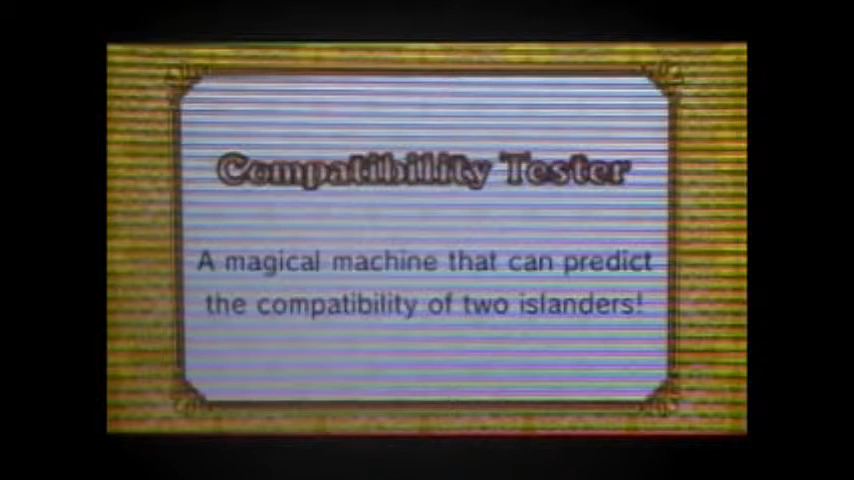 Compatibility Tester
A magical machine that can predict
the compatibility of two islanders!